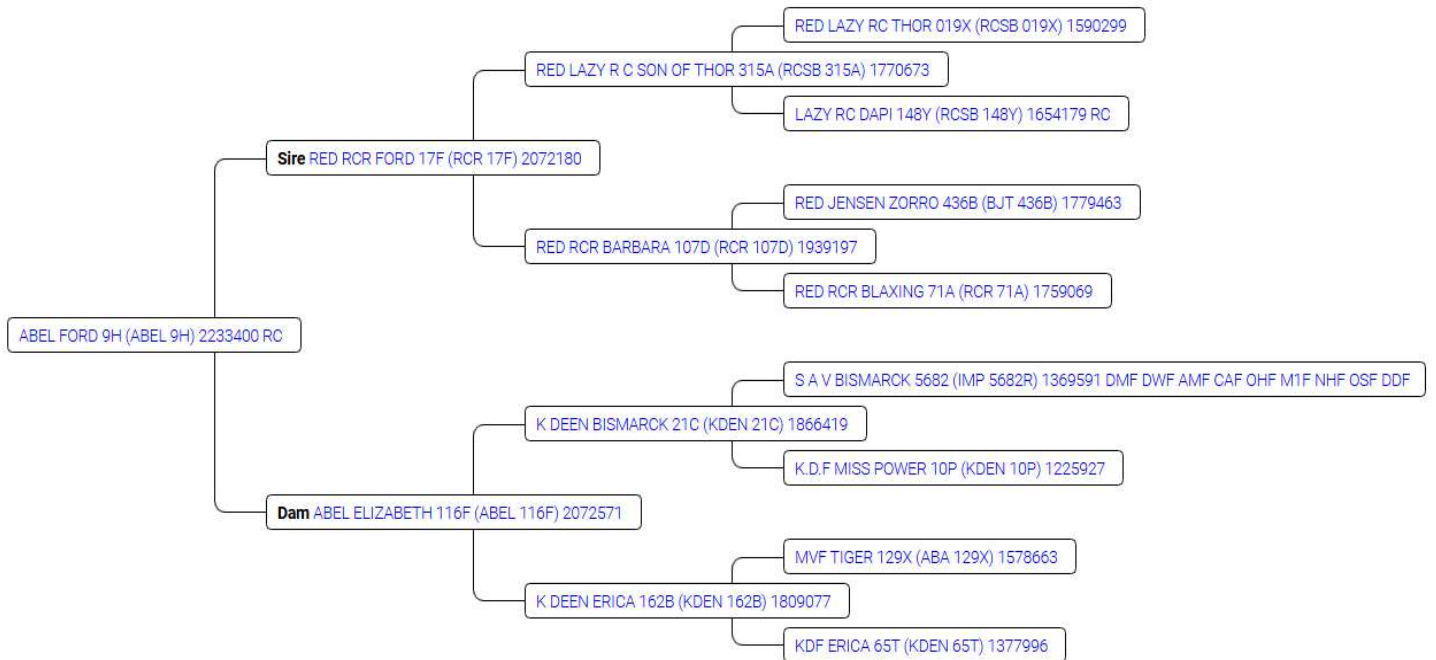 RED LAZY RC THOR 019X (RCSB 019X) 1590299
RED LAZY R C SON OF THOR 315A (RCSB 315A) 1770673
LAZY RC DAPI 148Y (RCSB 148Y) 1654179 RC
Sire RED RCR FORD 17F (RCR 17F) 2072180
RED JENSEN ZORRO 436B (BJT 436B) 1779463
RED RCR BARBARA 107D (RCR 107D) 1939197
RED RCR BLAXING 71A (RCR 71A) 1759069
ABEL FORD 9H (ABEL 9H) 2233400 RC
S A V BISMARCK 5682 (IMP 5682R) 1369591 DMF DWF AMF CAF OHF M1F NHF OSF DDF
K DEEN BISMARCK 21C (KDEN 21C) 1866419
K.D.F MISS POWER 10P (KDEN 10P) 1225927
Dam ABEL ELIZABETH 116F (ABEL 116F) 2072571
MVF TIGER 129X (ABA 129X) 1578663
K DEEN ERICA 162B (KDEN 162B) 1809077
KDF ERICA 65T (KDEN 65T) 1377996